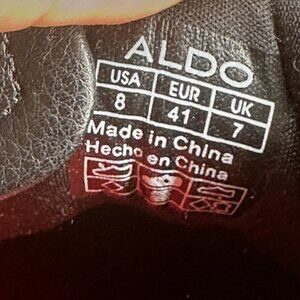 ALDO
USA EUR UK
8 41 7
Made in China
Hecho en China